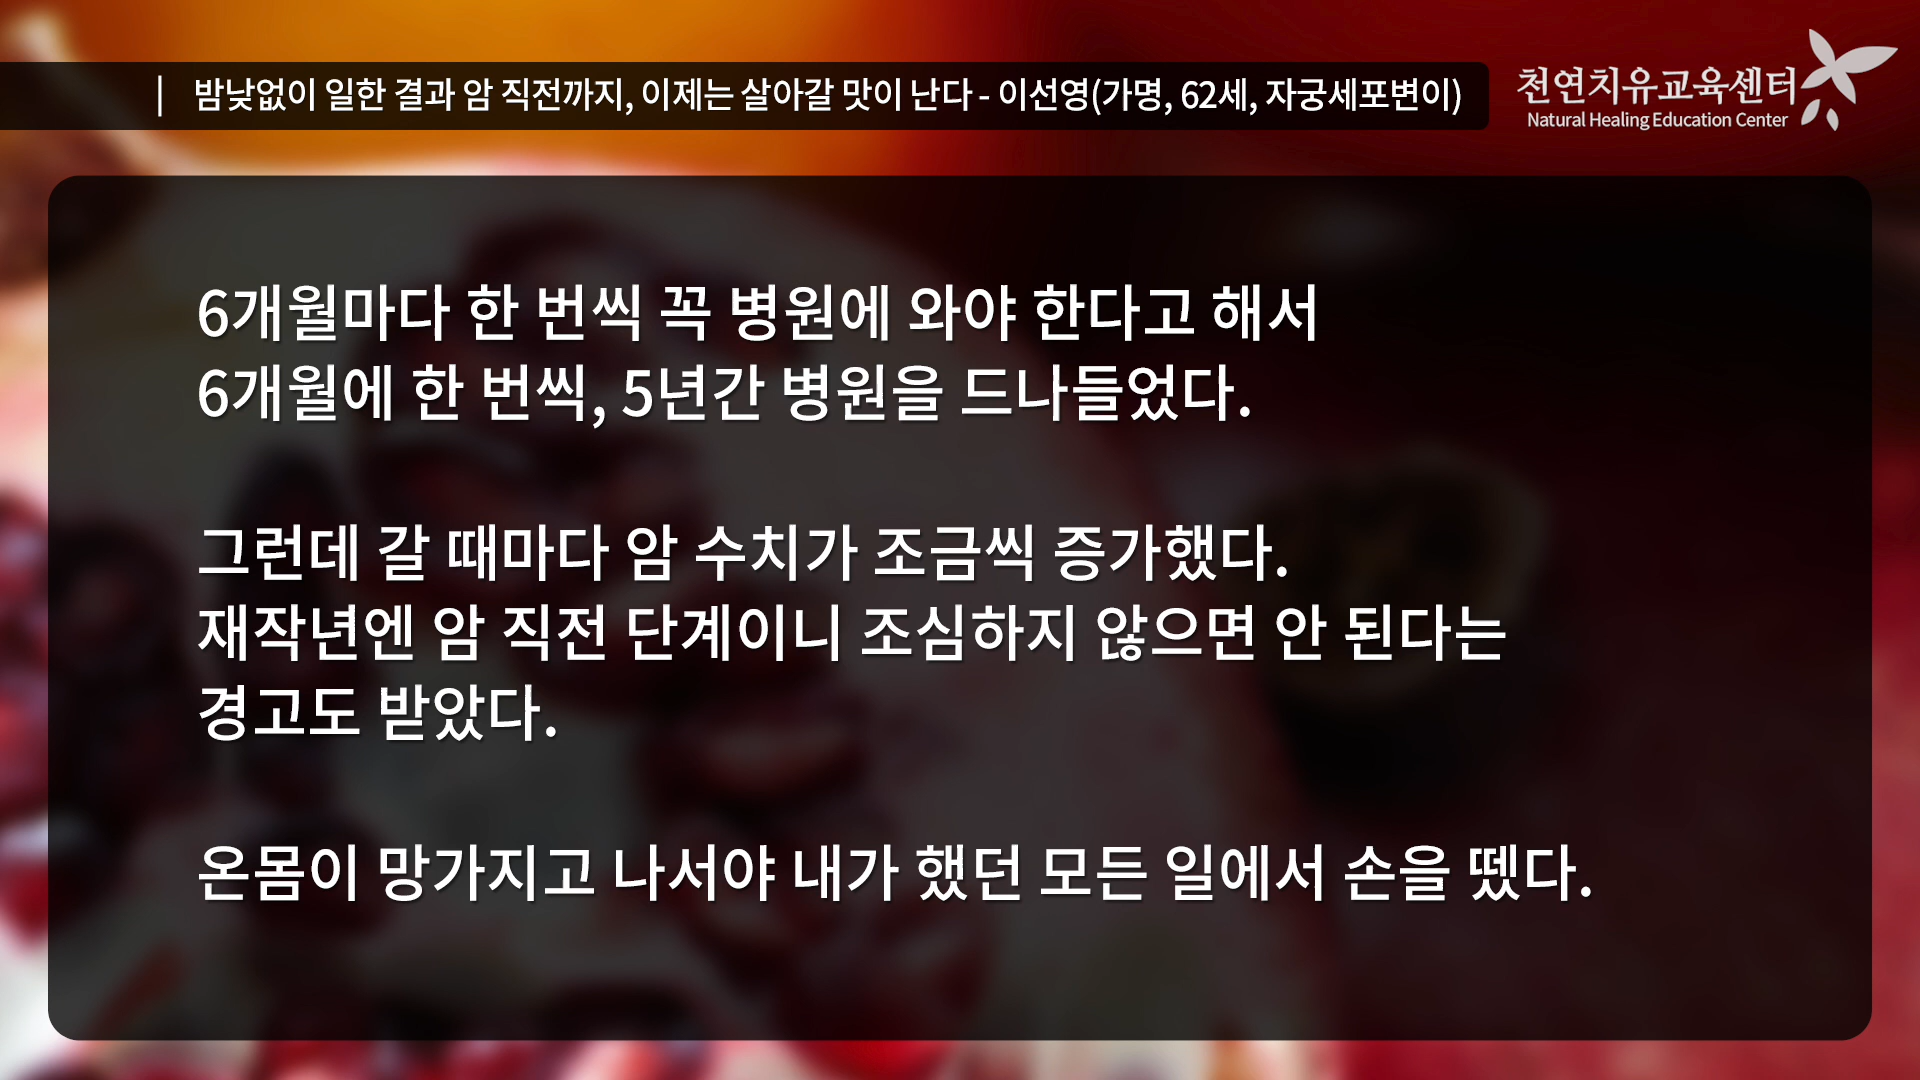 밤낮없이 일한 결과 암 직전까지, 이제는 살아갈 맛이 난다 - 이선영(가명, 62세, 자궁세포변이)
천연치유교육센터
Natural Healing Education Center
6개월마다 한 번씩 꼭 병원에 와야 한다고 해서
6개월에 한 번씩, 5년간 병원을 드나들었다.
그런데 갈 때마다 암 수치가 조금씩 증가했다.
재작년엔 암 직전 단계이니 조심하지 않으면 안 된다는
경고도 받았다.
온몸이 망가지고 나서야 내가 했던 모든 일에서 손을 뗐다.